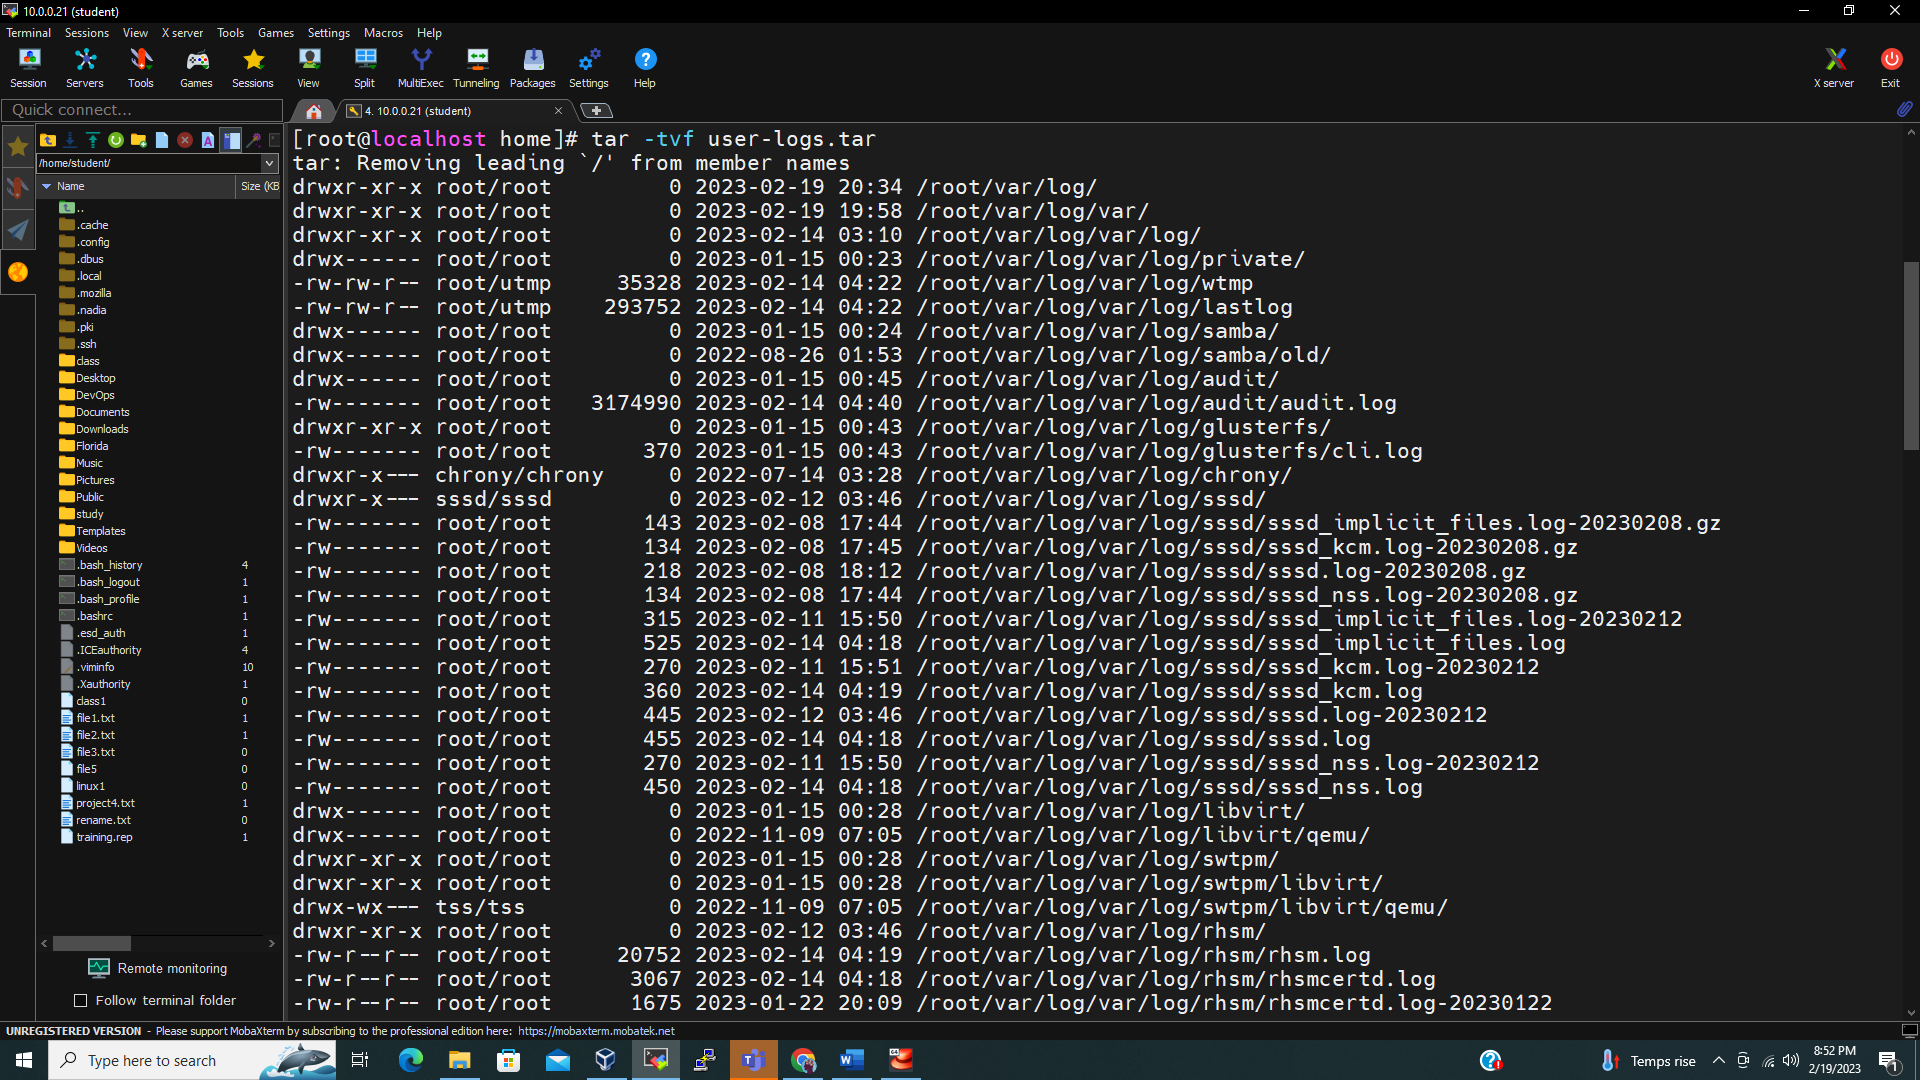 10.0.0.21 (student)
Terminal Sessions View X server Tools Games Settings Macros Help
Session Servers Tools Games Sessions View Split MultiExec Tunneling Packages Settings Help X server Exit
Quick connect...
4. 10.0.0.21 (student)
/home/student/
Name Size (KB
..
.cache
.config
.dbus
.local
.mozilla
.nadia
.pki
.ssh
class
Desktop
DevOps
Documents
Downloads
Florida
Music
Pictures
Public
study
Templates
Videos
.bash_history 4
.bash_logout 1
.bash_profile 1
.bashrc 1
.esd_auth 1
.ICEauthority 4
.viminfo 10
.Xauthority 1
class1 0
file1.txt 1
file2.txt 1
file3.txt 0
file5 0
linux1 0
project4.txt 1
rename.txt 0
training.rep 1
Remote monitoring
Follow terminal folder
[root@localhost home]# tar -tvf user-logs.tar
tar: Removing leading `/' from member names
drwxr-xr-x root/root 0 2023-02-19 20:34 /root/var/log/
drwxr-xr-x root/root 0 2023-02-19 19:58 /root/var/log/var/
drwxr-xr-x root/root 0 2023-02-14 03:10 /root/var/log/var/log/
drwx------ root/root 0 2023-01-15 00:23 /root/var/log/var/log/private/
-rw-rw-r-- root/utmp 35328 2023-02-14 04:22 /root/var/log/var/log/wtmp
-rw-rw-r-- root/utmp 293752 2023-02-14 04:22 /root/var/log/var/log/lastlog
drwx------ root/root 0 2023-01-15 00:24 /root/var/log/var/log/samba/
drwx------ root/root 0 2022-08-26 01:53 /root/var/log/var/log/samba/old/
drwx------ root/root 0 2023-01-15 00:45 /root/var/log/var/log/audit/
-rw------- root/root 3174990 2023-02-14 04:40 /root/var/log/var/log/audit/audit.log
drwxr-xr-x root/root 0 2023-01-15 00:43 /root/var/log/var/log/glusterfs/
-rw------- root/root 370 2023-01-15 00:43 /root/var/log/var/log/glusterfs/cli.log
drwxr-x--- chrony/chrony 0 2022-07-14 03:28 /root/var/log/var/log/chrony/
drwxr-x--- sssd/sssd 0 2023-02-12 03:46 /root/var/log/var/log/sssd/
-rw------- root/root 143 2023-02-08 17:44 /root/var/log/var/log/sssd/sssd_implicit_files.log-20230208.gz
-rw------- root/root 134 2023-02-08 17:45 /root/var/log/var/log/sssd/sssd_kcm.log-20230208.gz
-rw------- root/root 218 2023-02-08 18:12 /root/var/log/var/log/sssd/sssd.log-20230208.gz
-rw------- root/root 134 2023-02-08 17:44 /root/var/log/var/log/sssd/sssd_nss.log-20230208.gz
-rw------- root/root 315 2023-02-11 15:50 /root/var/log/var/log/sssd/sssd_implicit_files.log-20230212
-rw------- root/root 525 2023-02-14 04:18 /root/var/log/var/log/sssd/sssd_implicit_files.log
-rw------- root/root 270 2023-02-11 15:51 /root/var/log/var/log/sssd/sssd_kcm.log-20230212
-rw------- root/root 360 2023-02-14 04:19 /root/var/log/var/log/sssd/sssd_kcm.log
-rw------- root/root 445 2023-02-12 03:46 /root/var/log/var/log/sssd/sssd.log-20230212
-rw------- root/root 455 2023-02-14 04:18 /root/var/log/var/log/sssd/sssd.log
-rw------- root/root 270 2023-02-11 15:50 /root/var/log/var/log/sssd/sssd_nss.log-20230212
-rw------- root/root 450 2023-02-14 04:18 /root/var/log/var/log/sssd/sssd_nss.log
drwx------ root/root 0 2023-01-15 00:28 /root/var/log/var/log/libvirt/
drwx------ root/root 0 2022-11-09 07:05 /root/var/log/var/log/libvirt/qemu/
drwxr-xr-x root/root 0 2023-01-15 00:28 /root/var/log/var/log/swtpm/
drwxr-xr-x root/root 0 2023-01-15 00:28 /root/var/log/var/log/swtpm/libvirt/
drwx-wx--- tss/tss 0 2022-11-09 07:05 /root/var/log/var/log/swtpm/libvirt/qemu/
drwxr-xr-x root/root 0 2023-02-12 03:46 /root/var/log/var/log/rhsm/
-rw-r--r-- root/root 20752 2023-02-14 04:19 /root/var/log/var/log/rhsm/rhsm.log
-rw-r--r-- root/root 3067 2023-02-14 04:18 /root/var/log/var/log/rhsm/rhsmcertd.log
-rw-r--r-- root/root 1675 2023-01-22 20:09 /root/var/log/var/log/rhsm/rhsmcertd.log-20230122
UNREGISTERED VERSION - Please support MobaXterm by subscribing to the professional edition here: https://mobaxterm.mobatek.net
Type here to search
Temps rise
8:52 PM
2/19/2023
1